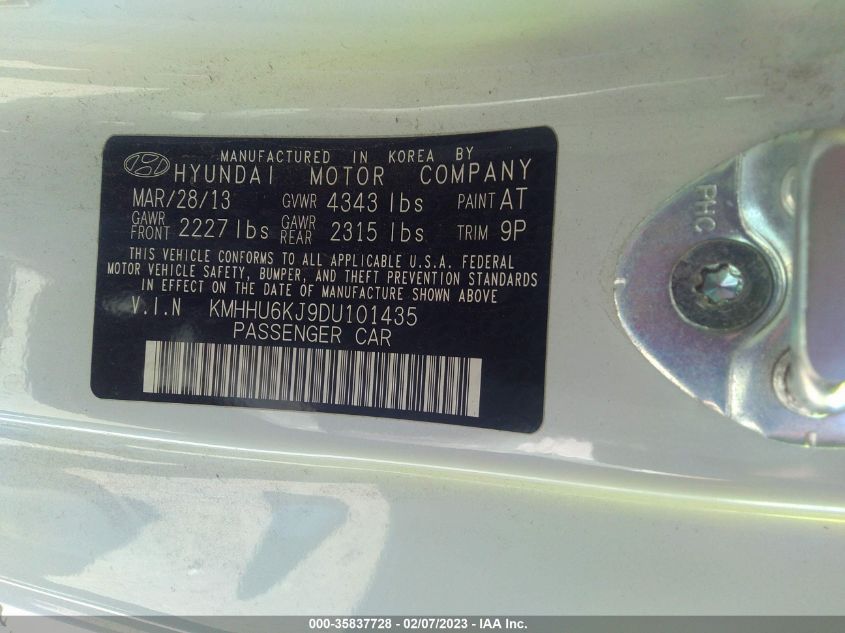 MANUFACTURED IN KOREA BY
HYUNDAI MOTOR COMPANY
MAR/28/13 GVWR 4343 lbs PAINT AT
GAWR FRONT 2227 lbs GAWR REAR 2315 lbs TRIM 9P
THIS VEHICLE CONFORMS TO ALL APPLICABLE U.S.A. FEDERAL
MOTOR VEHICLE SAFETY, BUMPER, AND THEFT PREVENTION STANDARDS
IN EFFECT ON THE DATE OF MANUFACTURE SHOWN ABOVE
V.I.N KMHHU6KJ9DU101435
PASSENGER CAR
PHC
000-35837728 - 02/07/2023 - IAA Inc.